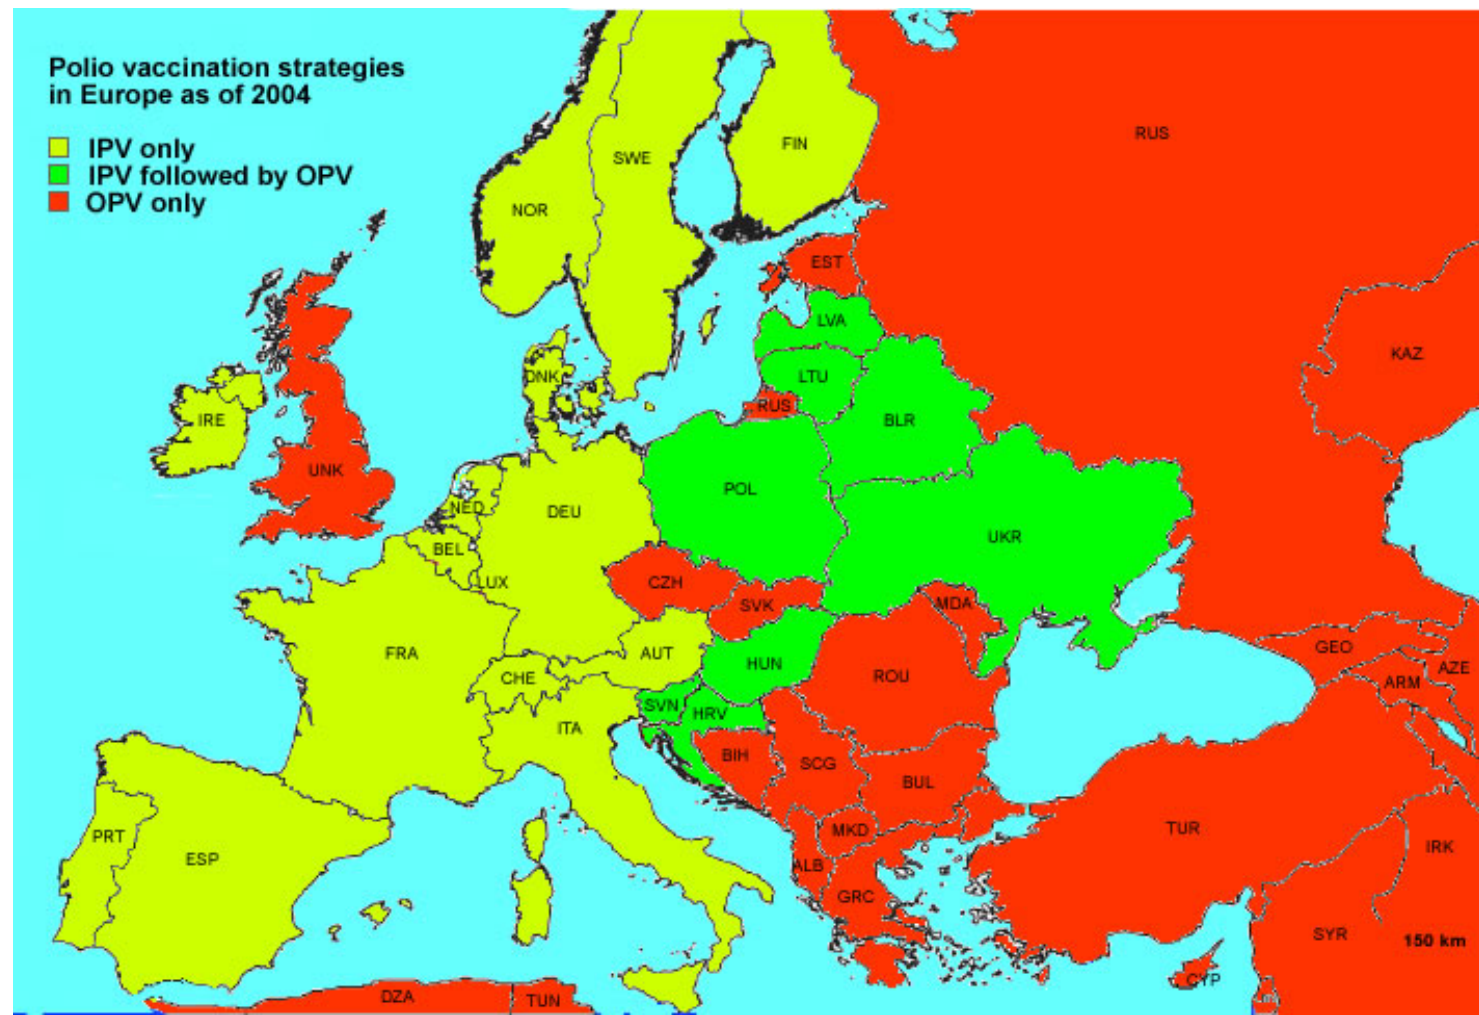 Polio vaccination strategies
in Europe as of 2004
IPV only
IPV followed by OPV
OPV only
RUS
FIN
SWE
NOR
EST
LVA
KAZ
LTU
DNK
RUS
IRE
BLR
UNK
POL
NED
DEU
UKR
BEL
LUX
CZH
SVK
MDA
FRA
AUT
GEO
HUN
AZE
CHE
ROU
ARM
SVN
HRV
ITA
BIH
SCG
BUL
PRT
MKD
TUR
IRK
ESP
ALB
GRC
SYR
150 km
CYP
DZA
TUN